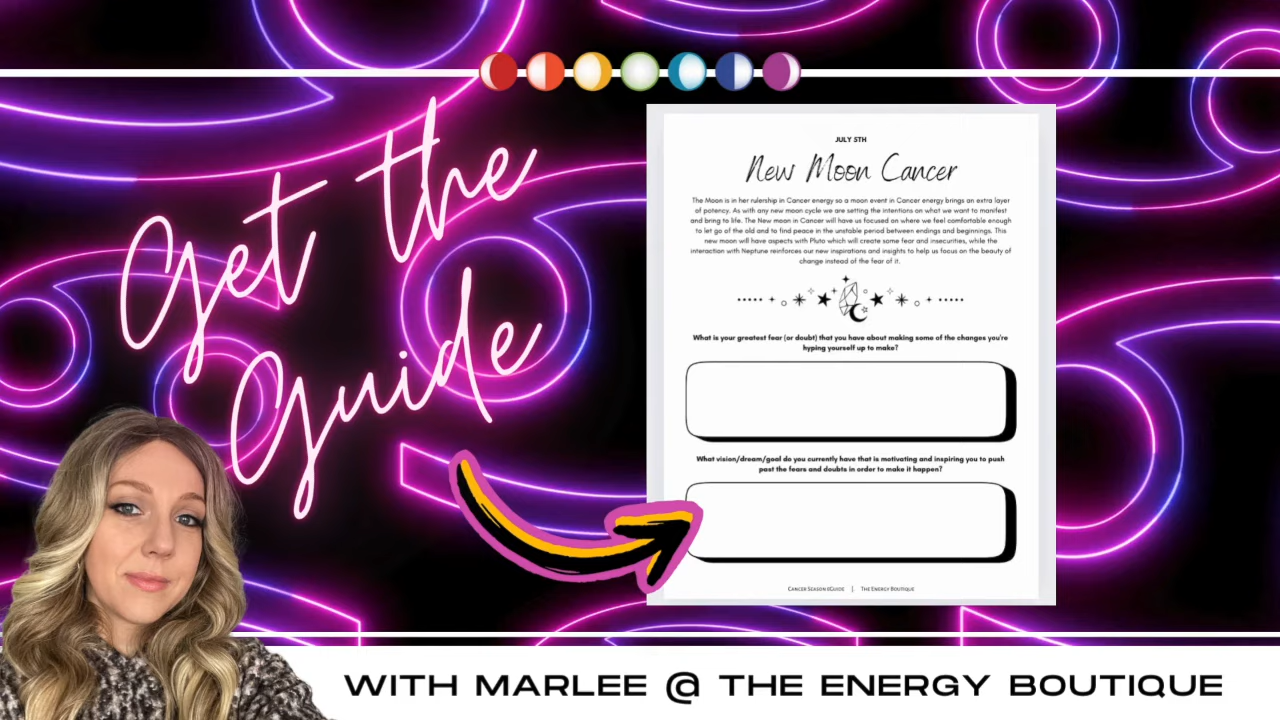 Get the
Guide
JULY 5TH
New Moon Cancer
The Moon is in her rulership in Cancer energy so a moon event in Cancer energy brings an extra layer
of potency. As with any new moon cycle we are setting the intentions on what we want to manifest
and bring to life. The New moon in Cancer will have us focused on where we feel comfortable enough
to let go of the old and to find peace in the unstable period between endings and beginnings. This
new moon will have aspects with Pluto which will create some fear and insecurities, while the
interaction with Neptune reinforces our new inspirations and insights to help us focus on the beauty of
change instead of the fear of it.
What is your greatest fear (or doubt) that you have about making some of the changes you're
hyping yourself up to make?
What vision/dream/goal do you currently have that is motivating and inspiring you to push
past the fears and doubts in order to make it happen?
CANCER SEASON EGUIDE | THE ENERGY BOUTIQUE
WITH MARLEE @ THE ENERGY BOUTIQUE